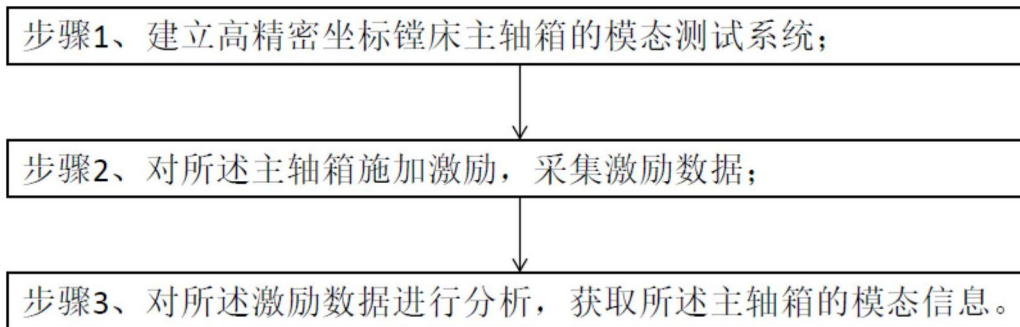 步骤1、建立高精密坐标镗床主轴箱的模态测试系统；
步骤2、对所述主轴箱施加激励，采集激励数据；
步骤3、对所述激励数据进行分析，获取所述主轴箱的模态信息。